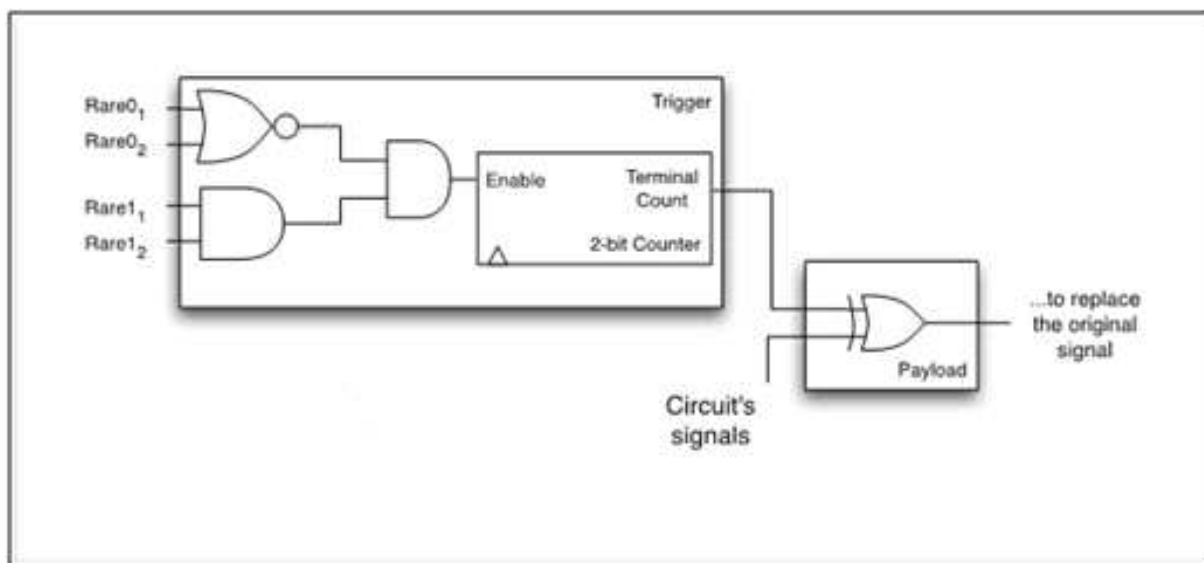 Rare0₁
Rare0₂
Rare1₁
Rare1₂
Trigger
Enable
Terminal
Count
2-bit Counter
Payload
Circuit's
signals
...to replace
the original
signal